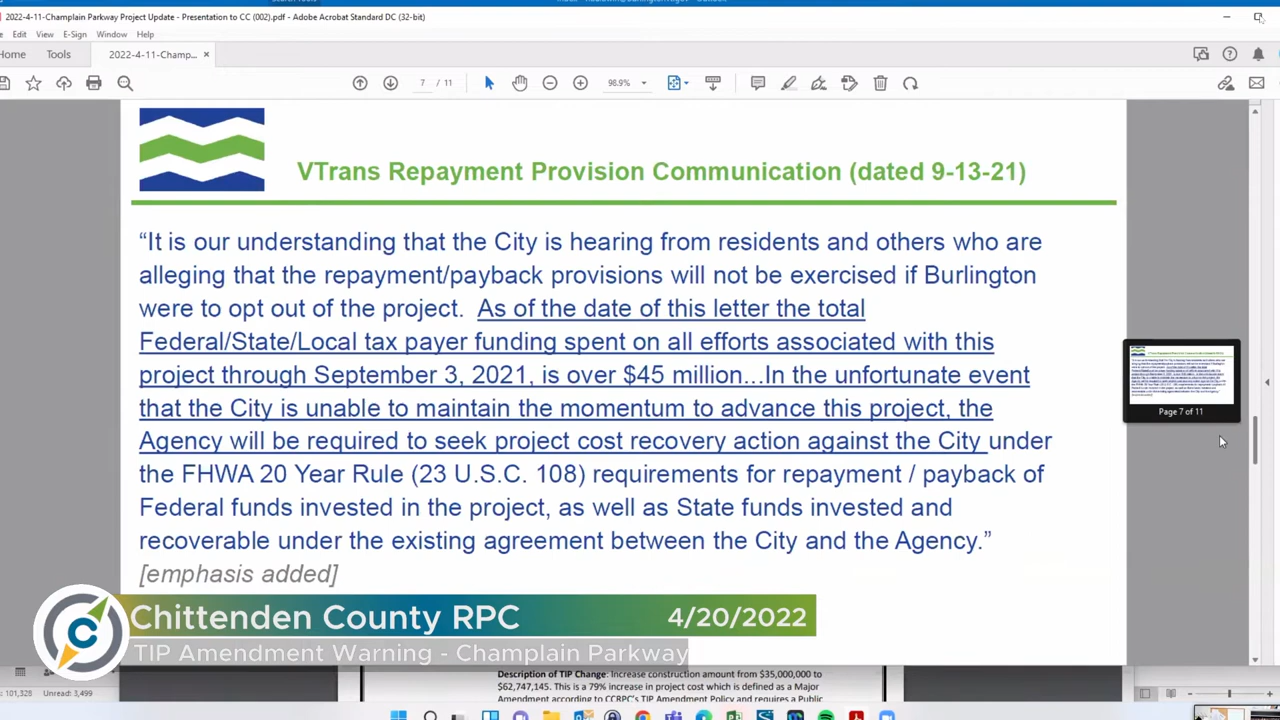 2022-4-11-Champlain Parkway Project Update - Presentation to CC (002).pdf - Adobe Acrobat Standard DC (32-bit)
Edit View E-Sign Window Help
Home Tools 2022-4-11-Champ... ×
7 / 11 98.9%
VTrans Repayment Provision Communication (dated 9-13-21)
“It is our understanding that the City is hearing from residents and others who are
alleging that the repayment/payback provisions will not be exercised if Burlington
were to opt out of the project. As of the date of this letter the total
Federal/State/Local tax payer funding spent on all efforts associated with this
project through September 3, 2021, is over $45 million...In the unfortunate event
that the City is unable to maintain the momentum to advance this project, the
Agency will be required to seek project cost recovery action against the City under
the FHWA 20 Year Rule (23 U.S.C. 108) requirements for repayment / payback of
Federal funds invested in the project, as well as State funds invested and
recoverable under the existing agreement between the City and the Agency.”
[emphasis added]
Page 7 of 11
Chittenden County RPC 4/20/2022
TIP Amendment Warning - Champlain Parkway
Description of TIP Change: Increase construction amount from $35,000,000 to
$62,747,145. This is a 79% increase in project cost which is defined as a Major
Amendment according to CCRPC's TIP Amendment Policy and requires a Public
: 101,328 Unread: 3,499